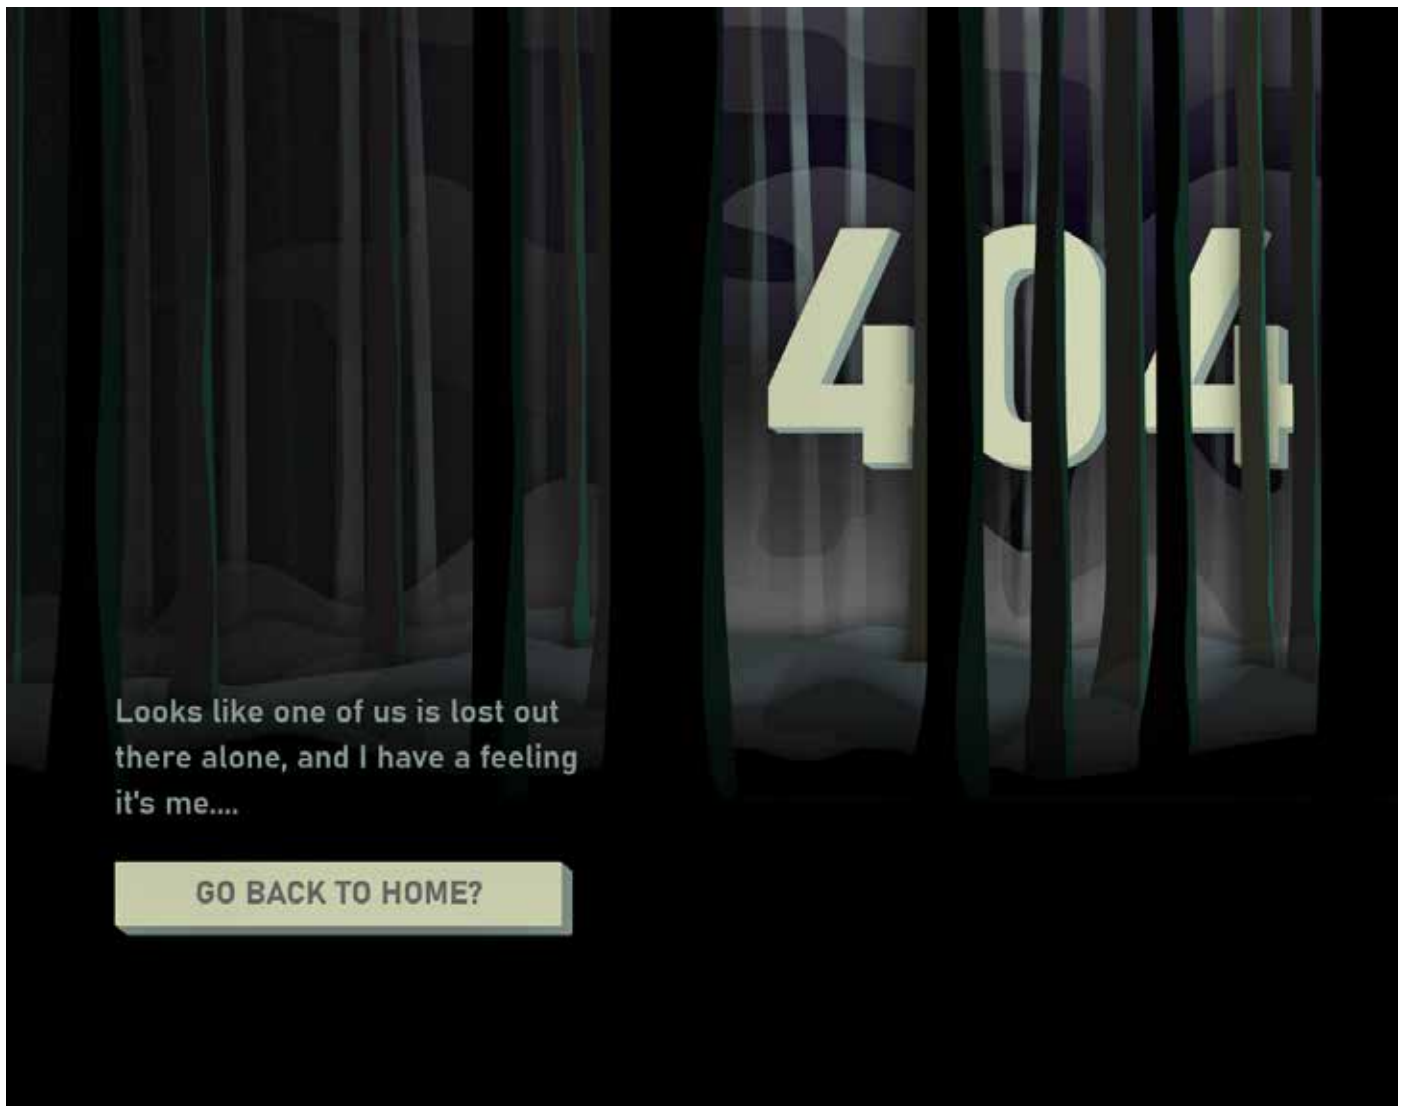 404
Looks like one of us is lost out
there alone, and I have a feeling
it's me....
GO BACK TO HOME?